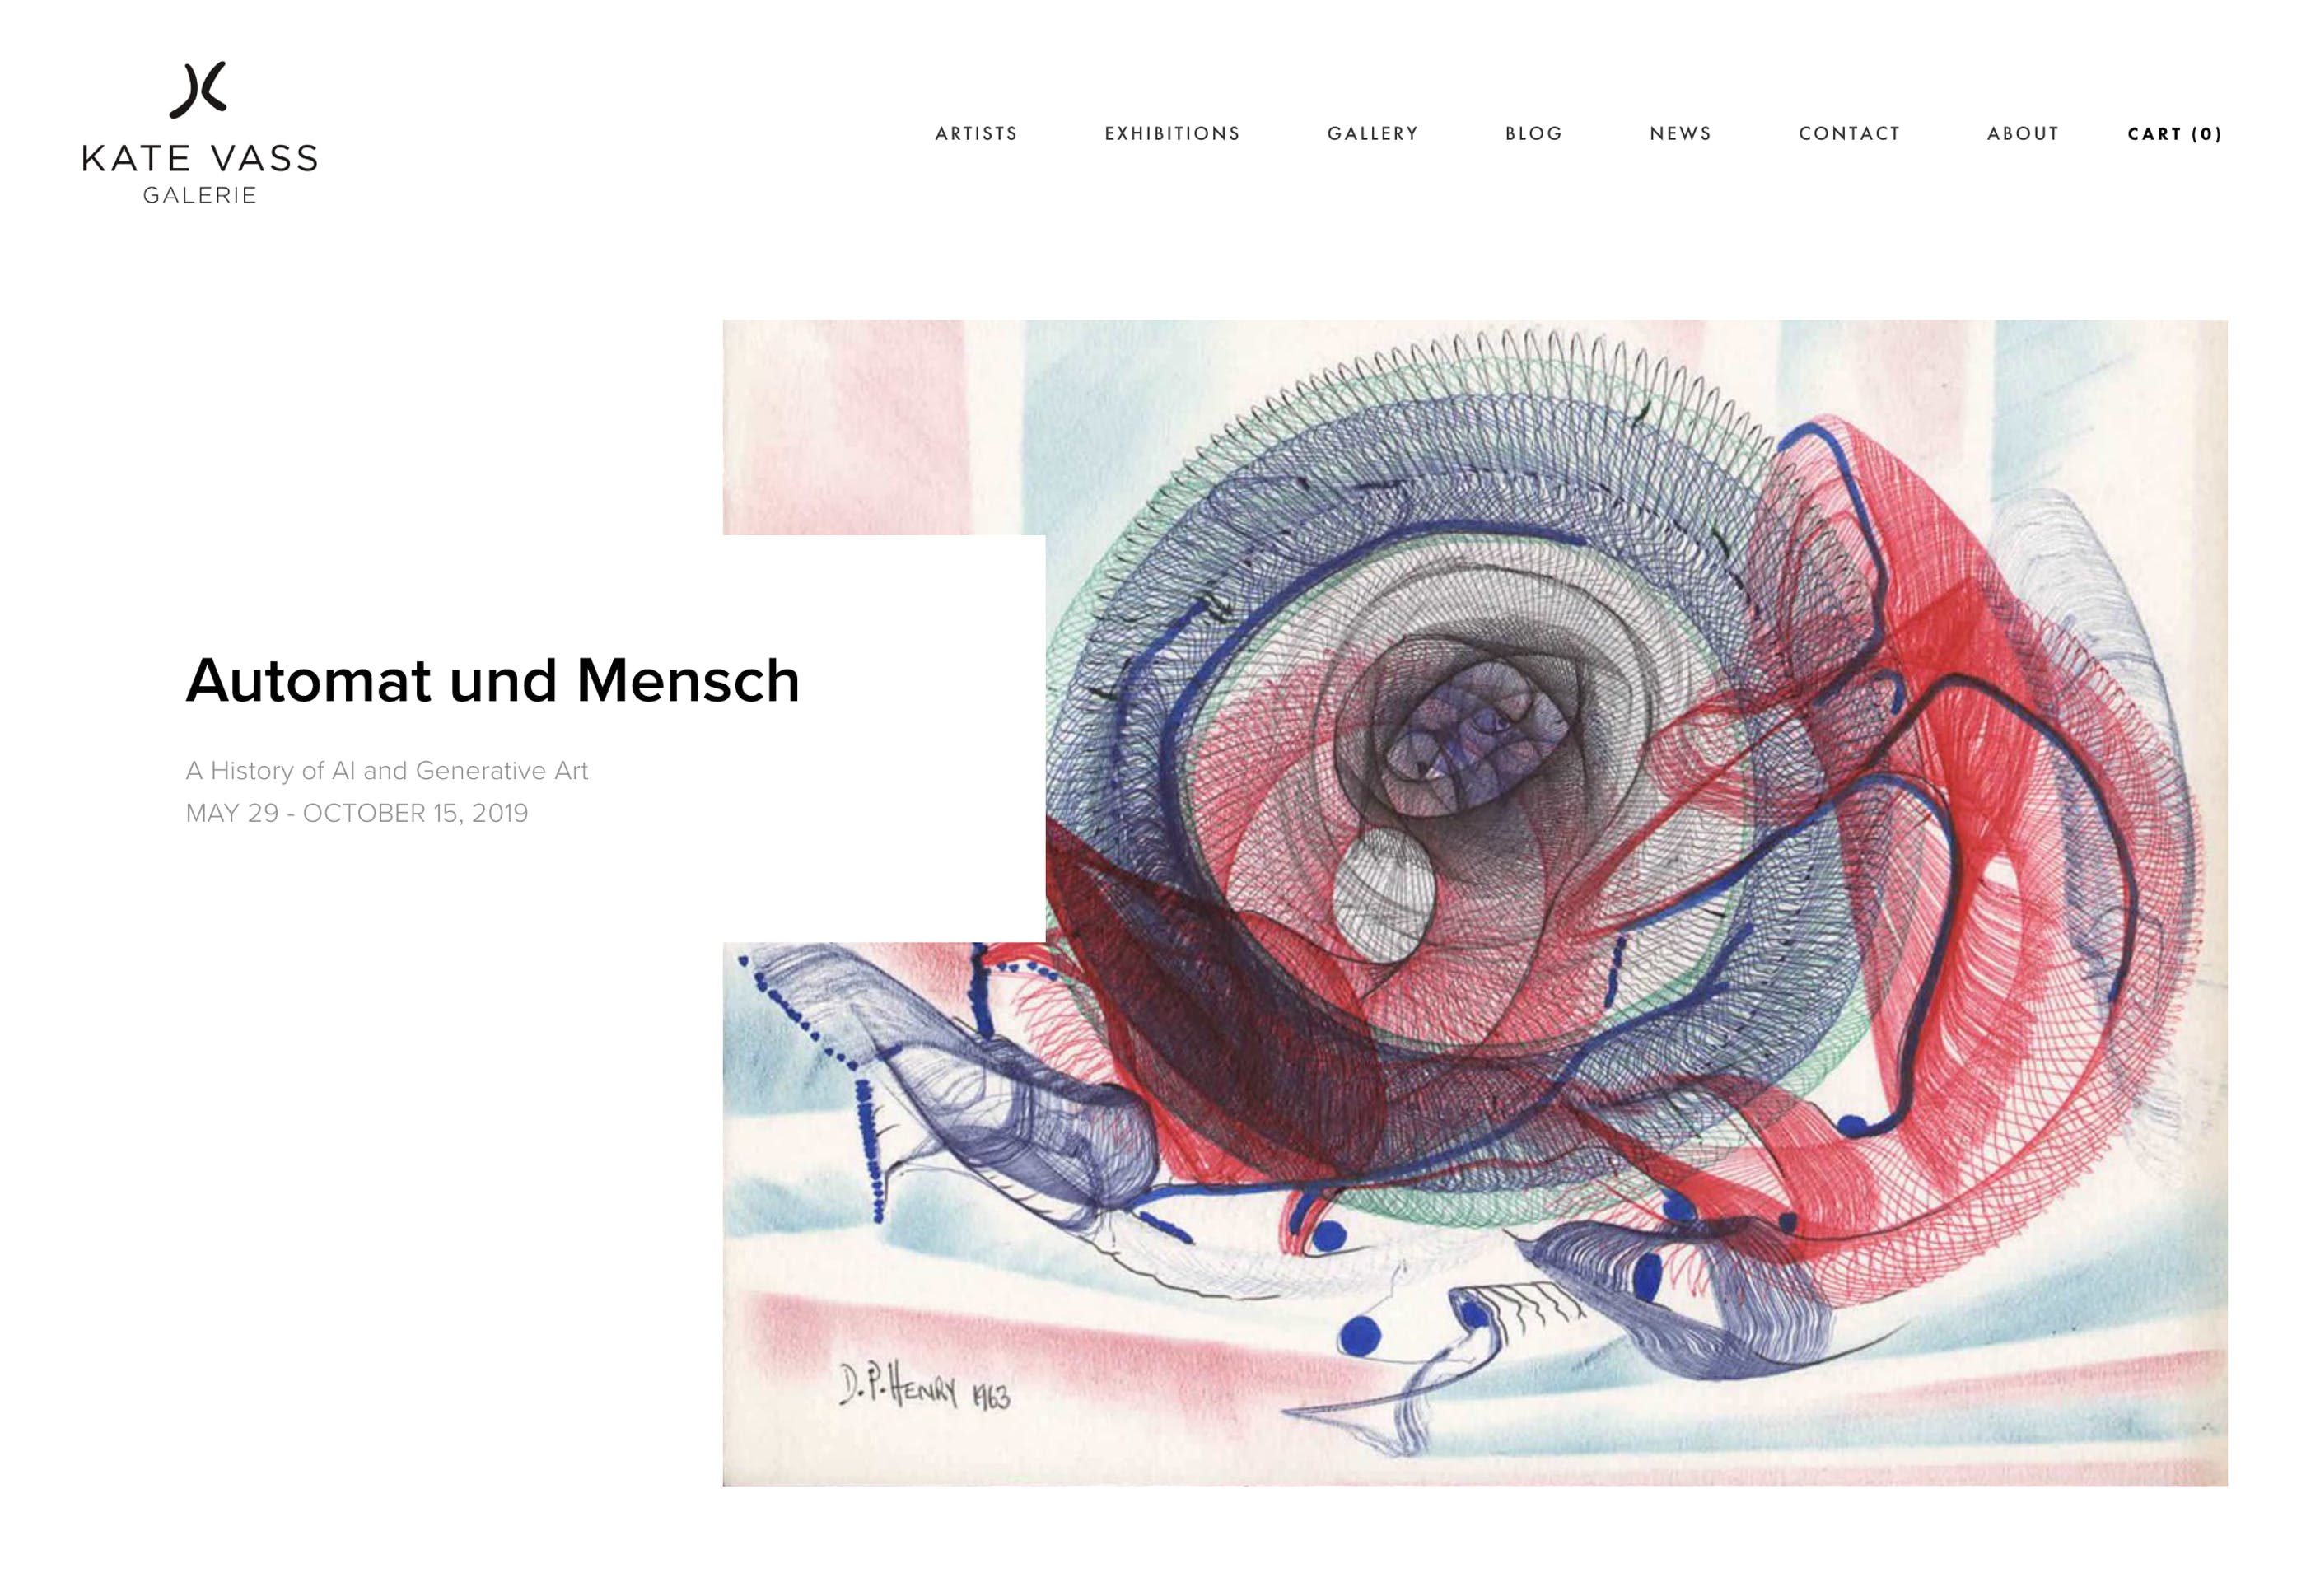 KATE VASS
GALERIE
ARTISTS EXHIBITIONS GALLERY BLOG NEWS CONTACT ABOUT CART (0)
Automat und Mensch
A History of AI and Generative Art
MAY 29 - OCTOBER 15, 2019
D.P.HENRY 1963